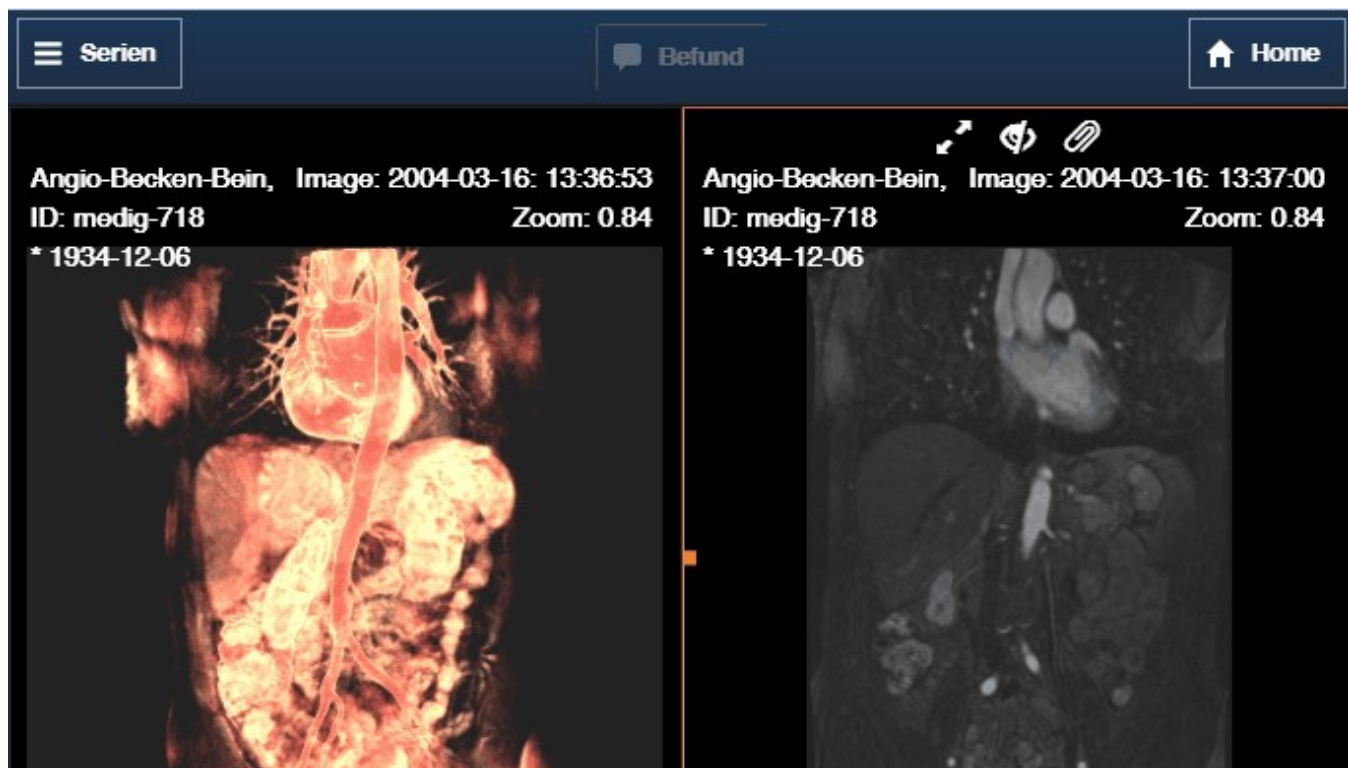 Serien
Befund
Home
Angio-Becken-Bein, Image: 2004-03-16: 13:36:53
ID: medig-718 Zoom: 0.84
* 1934-12-06
Angio-Becken-Bein, Image: 2004-03-16: 13:37:00
ID: medig-718 Zoom: 0.84
* 1934-12-06